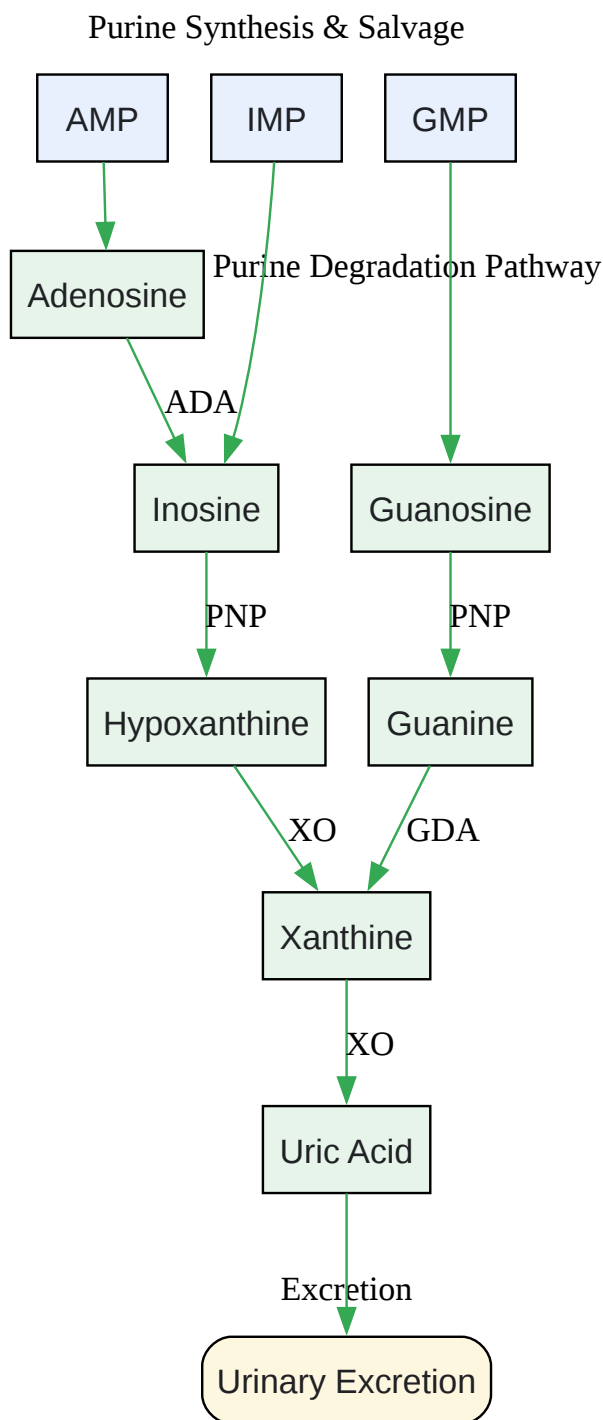 Purine Synthesis & Salvage
AMP
IMP
GMP
Adenosine
Purine Degradation Pathway
ADA
Inosine
Guanosine
PNP
PNP
Hypoxanthine
Guanine
XO
GDA
Xanthine
XO
Uric Acid
Excretion
Urinary Excretion